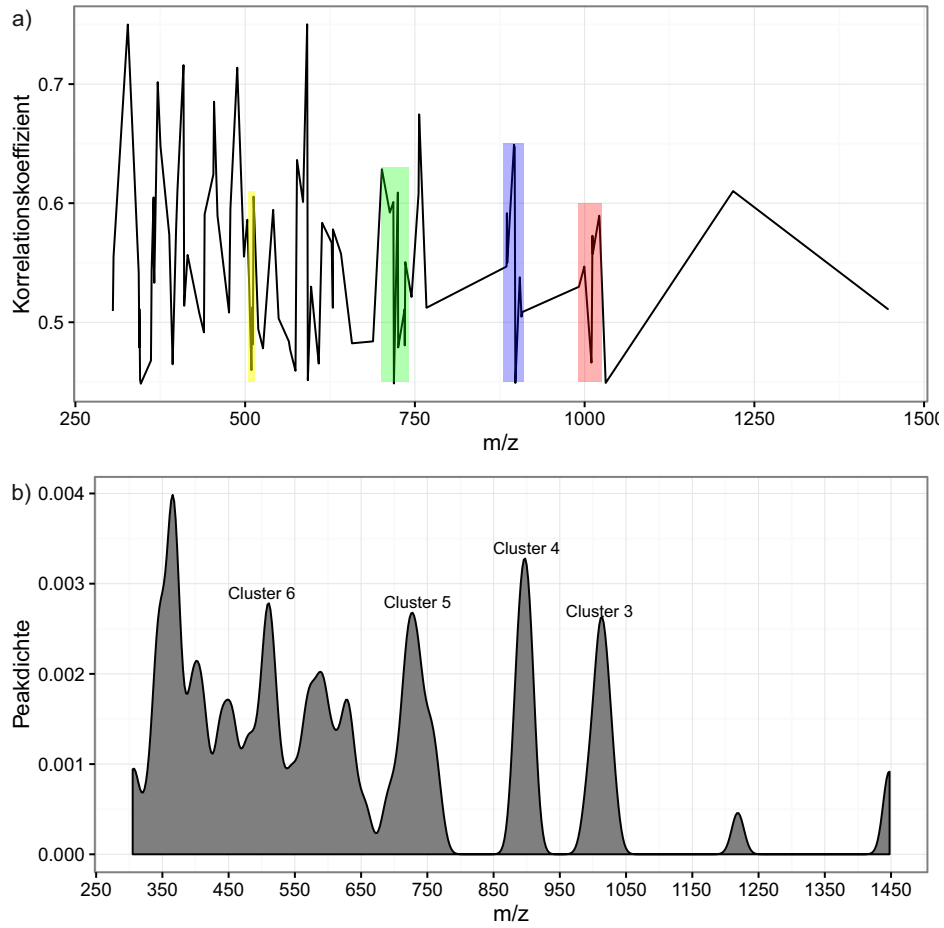 a)
Korrelationskoeffizient
0.7
0.6
0.5
250 500 750 1000 1250 1500
m/z
b)
Peakdichte
0.004
0.003
0.002
0.001
0.000
Cluster 4
Cluster 6
Cluster 5
Cluster 3
250 350 450 550 650 750 850 950 1050 1150 1250 1350 1450
m/z